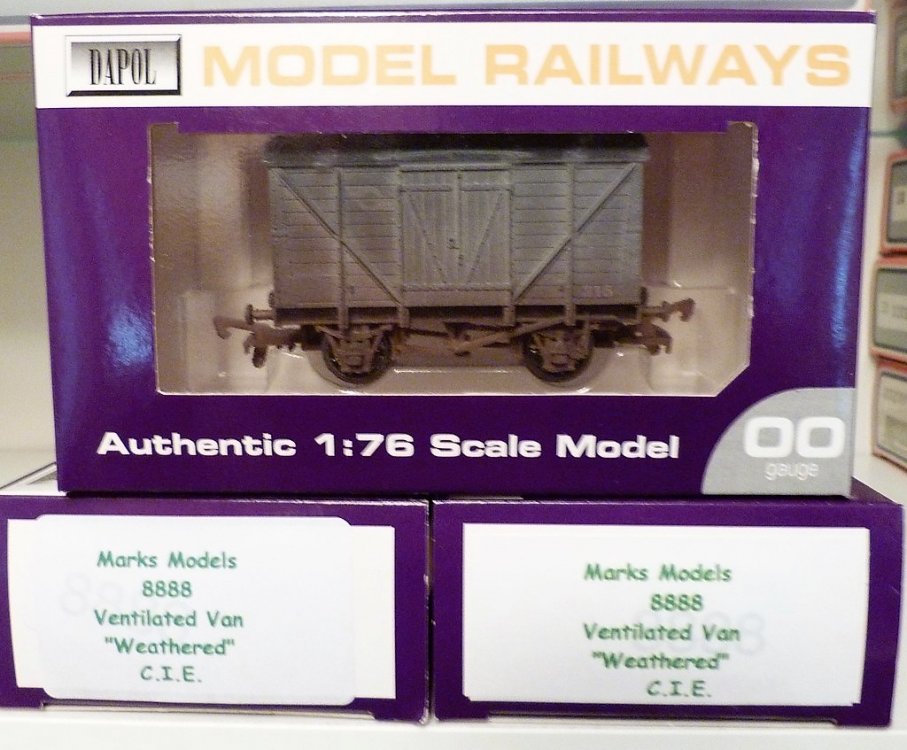 DAPOL
MODEL RAILWAYS
Authentic 1:76 Scale Model
OO
gauge
Marks Models
8888
Ventilated Van
"Weathered"
C.I.E.
Marks Models
8888
Ventilated Van
"Weathered"
C.I.E.